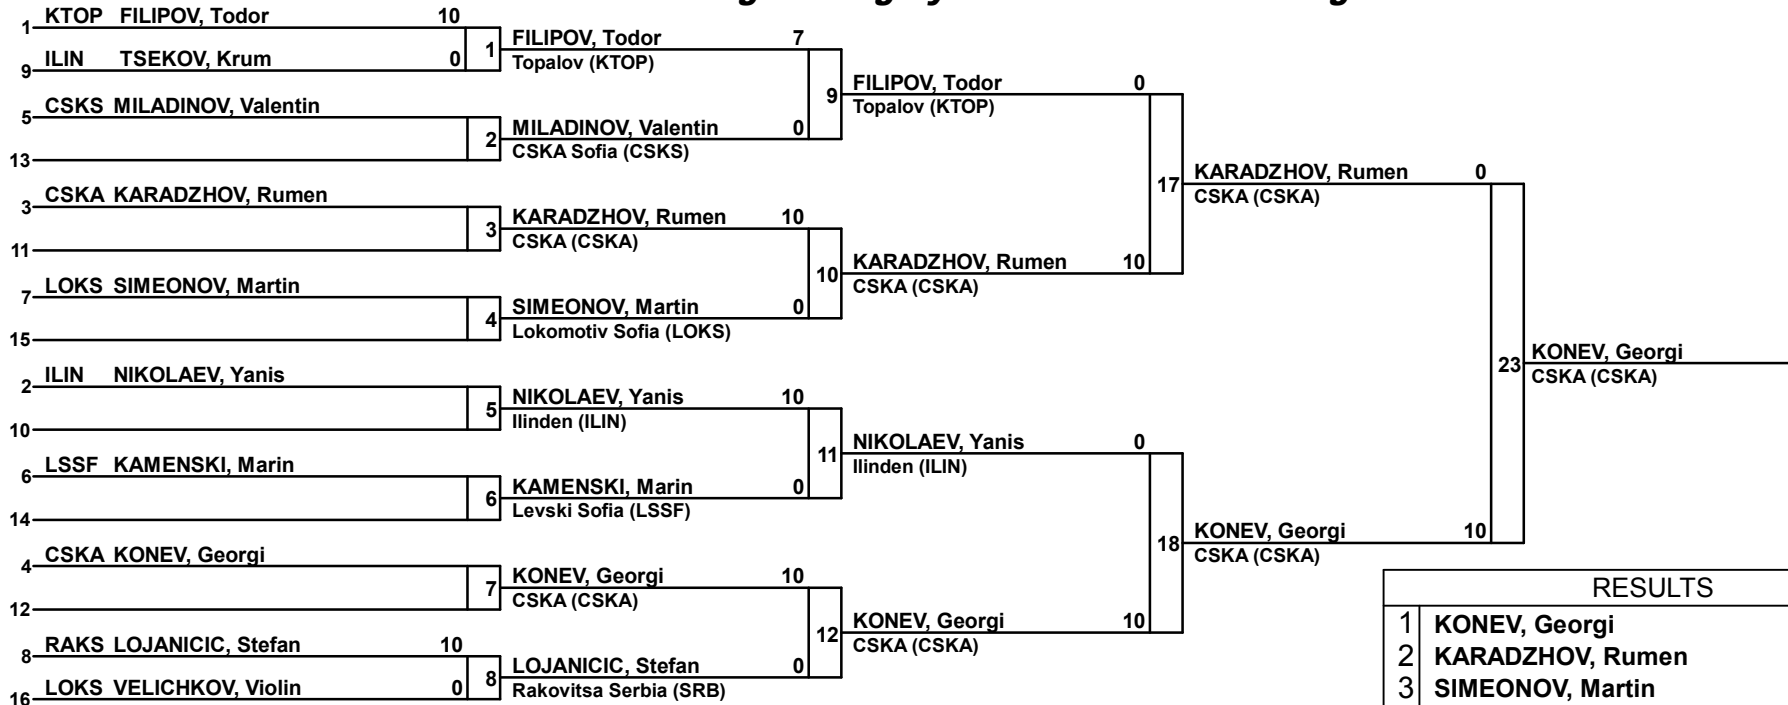 1 KTOP FILIPOV, Todor 10
9 ILIN TSEKOV, Krum 0
1
5 CSKS MILADINOV, Valentin
13
2
3 CSKA KARADZHOV, Rumen
11
3
7 LOKS SIMEONOV, Martin
15
4
2 ILIN NIKOLAEV, Yanis
10
5
6 LSSF KAMENSKI, Marin
14
6
4 CSKA KONEV, Georgi
12
7
8 RAKS LOJANICIC, Stefan 10
16 LOKS VELICHKOV, Violin 0
8
FILIPOV, Todor 7
Topalov (KTOP)
MILADINOV, Valentin 0
CSKA Sofia (CSKS)
9
KARADZHOV, Rumen 10
CSKA (CSKA)
SIMEONOV, Martin 0
Lokomotiv Sofia (LOKS)
10
NIKOLAEV, Yanis 10
Ilinden (ILIN)
KAMENSKI, Marin 0
Levski Sofia (LSSF)
11
KONEV, Georgi 10
CSKA (CSKA)
LOJANICIC, Stefan 0
Rakovitsa Serbia (SRB)
12
FILIPOV, Todor 0
Topalov (KTOP)
KARADZHOV, Rumen 10
CSKA (CSKA)
17
NIKOLAEV, Yanis 0
Ilinden (ILIN)
KONEV, Georgi 10
CSKA (CSKA)
18
KARADZHOV, Rumen 0
CSKA (CSKA)
KONEV, Georgi 10
CSKA (CSKA)
23
KONEV, Georgi
CSKA (CSKA)
RESULTS
1 KONEV, Georgi
2 KARADZHOV, Rumen
3 SIMEONOV, Martin